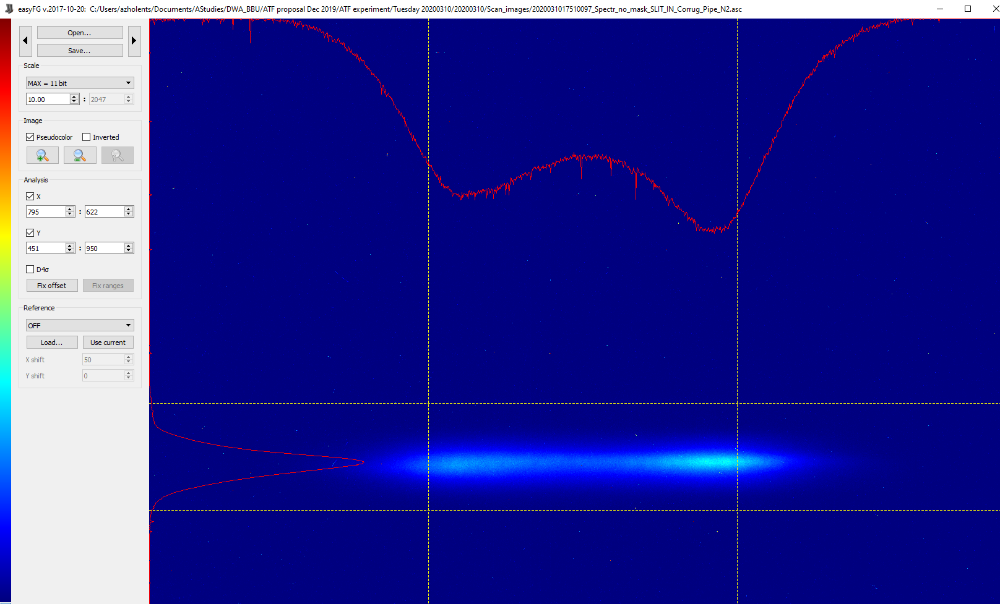 easyFG v.2017-10-20: C:/Users/azholents/Documents/AStudies/DWA_BBU/ATF proposal Dec 2019/ATF experiment/Tuesday 20200310/20200310/Scan_images/2020031017510097_Spectr_no_mask_SLIT_IN_Corrug_Pipe_N2.asc
Open...
Save...
Scale
MAX = 11 bit
10.00 : 2047
Image
Pseudocolor Inverted
Analysis
X
795 : 622
Y
451 : 950
D4σ
Fix offset Fix ranges
Reference
OFF
Load... Use current
X shift 50
Y shift 0